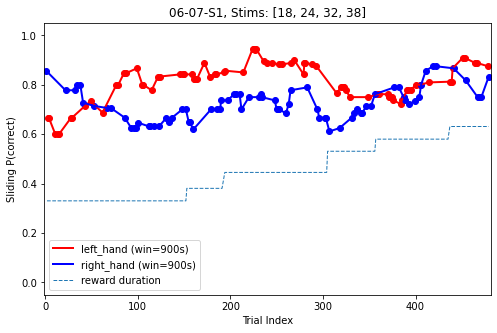 06-07-S1, Stims: [18, 24, 32, 38]
1.0
0.8
0.6
0.4
0.2
0.0
Sliding P(correct)
left_hand (win=900s)
right_hand (win=900s)
reward duration
0
100
200
300
400
Trial Index